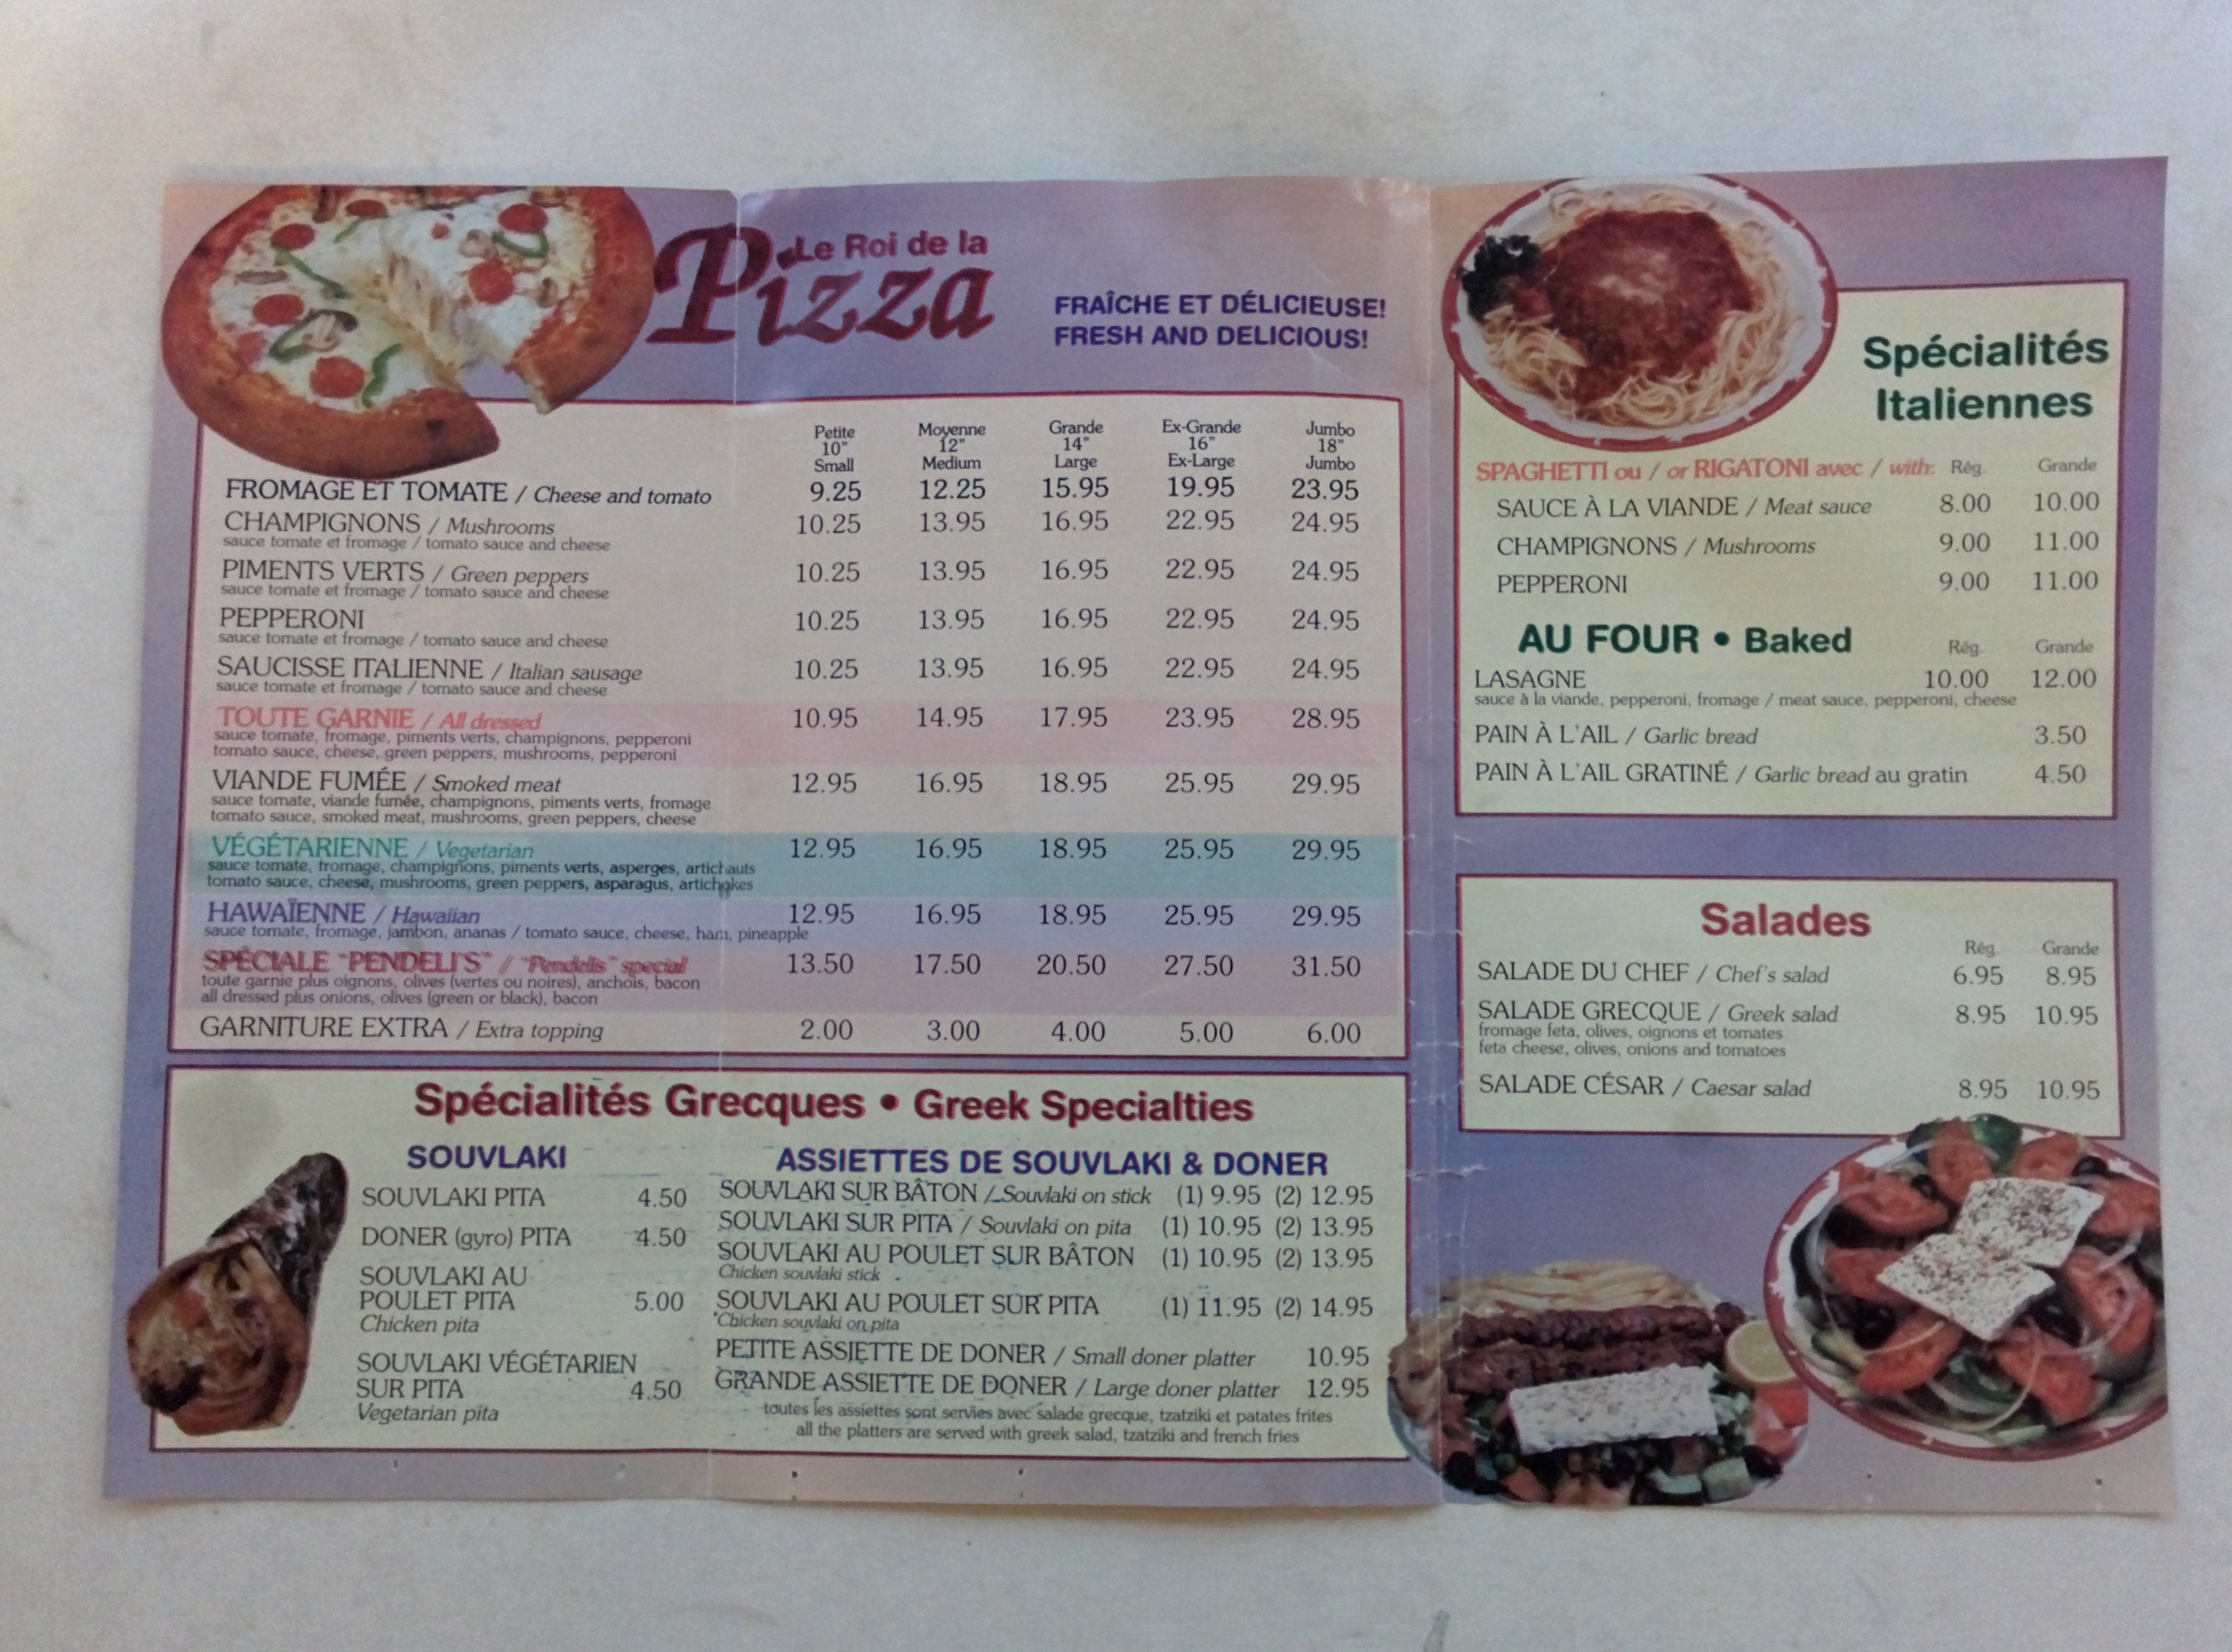 Le Roi de la
Pizza
FRAÎCHE ET DÉLICIEUSE!
FRESH AND DELICIOUS!
Petite Moyenne Grande Ex-Grande Jumbo
10" 12" 14" 16" 18"
Small Medium Large Ex-Large Jumbo
FROMAGE ET TOMATE / Cheese and tomato 9.25 12.25 15.95 19.95 23.95
CHAMPIGNONS / Mushrooms 10.25 13.95 16.95 22.95 24.95
sauce tomate et fromage / tomato sauce and cheese
PIMENTS VERTS / Green peppers 10.25 13.95 16.95 22.95 24.95
sauce tomate et fromage / tomato sauce and cheese
PEPPERONI 10.25 13.95 16.95 22.95 24.95
sauce tomate et fromage / tomato sauce and cheese
SAUCISSE ITALIENNE / Italian sausage 10.25 13.95 16.95 22.95 24.95
sauce tomate et fromage / tomato sauce and cheese
TOUTE GARNIE / All dressed 10.95 14.95 17.95 23.95 28.95
sauce tomate, fromage, piments verts, champignons, pepperoni
tomato sauce, cheese, green peppers, mushrooms, pepperoni
VIANDE FUMÉE / Smoked meat 12.95 16.95 18.95 25.95 29.95
sauce tomate, viande fumée, champignons, piments verts, fromage
tomato sauce, smoked meat, mushrooms, green peppers, cheese
VÉGÉTARIENNE / Vegetarian 12.95 16.95 18.95 25.95 29.95
sauce tomate, fromage, champignons, piments verts, asperges, artichauts
tomato sauce, cheese, mushrooms, green peppers, asparagus, artichokes
HAWAÏENNE / Hawaiian 12.95 16.95 18.95 25.95 29.95
sauce tomate, fromage, jambon, ananas / tomato sauce, cheese, ham, pineapple
SPÉCIALE "PENDELI'S" / "Pendelis" special 13.50 17.50 20.50 27.50 31.50
toute garnie plus oignons, olives (vertes ou noires), anchois, bacon
all dressed plus onions, olives (green or black), bacon
GARNITURE EXTRA / Extra topping 2.00 3.00 4.00 5.00 6.00
Spécialités Grecques • Greek Specialties
SOUVLAKI
SOUVLAKI PITA 4.50
DONER (gyro) PITA 4.50
SOUVLAKI AU
POULET PITA 5.00
Chicken pita
SOUVLAKI VÉGÉTARIEN
SUR PITA 4.50
Vegetarian pita
ASSIETTES DE SOUVLAKI & DONER
SOUVLAKI SUR BÂTON / Souvlaki on stick (1) 9.95 (2) 12.95
SOUVLAKI SUR PITA / Souvlaki on pita (1) 10.95 (2) 13.95
SOUVLAKI AU POULET SUR BÂTON (1) 10.95 (2) 13.95
Chicken souvlaki stick
SOUVLAKI AU POULET SUR PITA (1) 11.95 (2) 14.95
Chicken souvlaki on pita
PETITE ASSIETTE DE DONER / Small doner platter 10.95
GRANDE ASSIETTE DE DONER / Large doner platter 12.95
toutes les assiettes sont servies avec salade grecque, tzatziki et patates frites
all the platters are served with greek salad, tzatziki and french fries
Spécialités
Italiennes
SPAGHETTI ou / or RIGATONI avec / with: Rég. Grande
SAUCE À LA VIANDE / Meat sauce 8.00 10.00
CHAMPIGNONS / Mushrooms 9.00 11.00
PEPPERONI 9.00 11.00
AU FOUR • Baked Rég. Grande
LASAGNE 10.00 12.00
sauce à la viande, pepperoni, fromage / meat sauce, pepperoni, cheese
PAIN À L'AIL / Garlic bread 3.50
PAIN À L'AIL GRATINÉ / Garlic bread au gratin 4.50
Salades
Rég. Grande
SALADE DU CHEF / Chef's salad 6.95 8.95
SALADE GRECQUE / Greek salad 8.95 10.95
fromage feta, olives, oignons et tomates
feta cheese, olives, onions and tomatoes
SALADE CÉSAR / Caesar salad 8.95 10.95